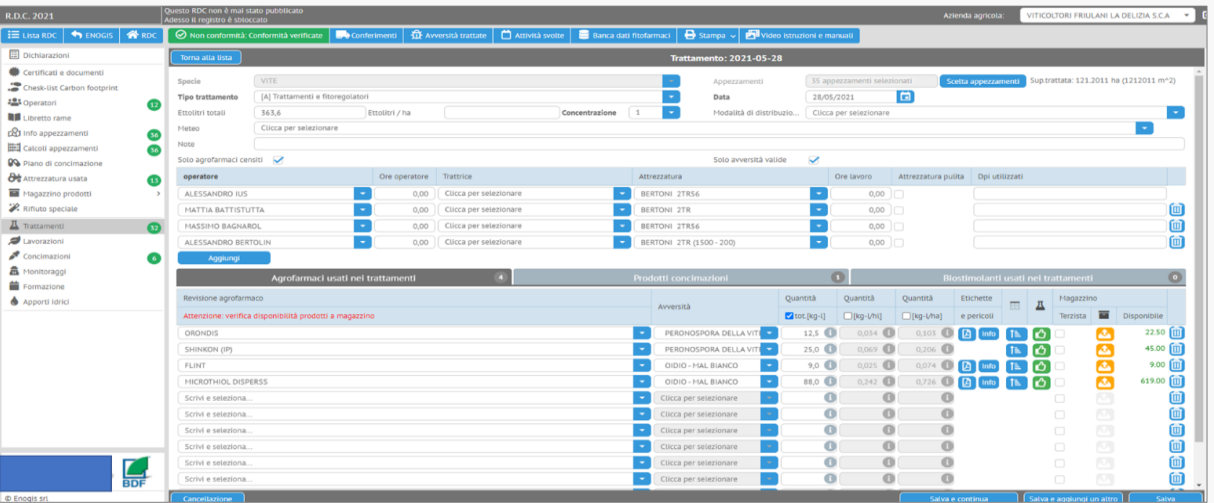 R.D.C. 2021
Questo RDC non è mai stato pubblicato
Adesso il registro è sbloccato
Azienda agricola: VITICOLTORI FRIULANI LA DELIZIA S.C.A
Lista RDC ENOGIS RDC Non conformità: Conformità verificate Conferimenti Avversità trattate Attività svolte Banca dati fitofarmaci Stampa Video istruzioni e manuali
Dichiarazioni
Certificati e documenti
Chesk-list Carbon footprint
Operatori 12
Libretto rame
Info appezzamenti 36
Calcoli appezzamenti 36
Piano di concimazione
Attrezzatura usata 13
Magazzino prodotti
Rifiuto speciale
Trattamenti 32
Lavorazioni
Concimazioni 6
Monitoraggi
Formazione
Apporti idrici
BDF
© Enogis srl
Torna alla lista Trattamento: 2021-05-28
Specie VITE Appezzamenti 35 appezzamenti selezionati Scelta appezzamenti Sup.trattata: 121.2011 ha (1212011 m^2)
Tipo trattamento [A] Trattamenti e fitoregolatori Data 28/05/2021
Ettolitri totali 363,6 Ettolitri / ha Concentrazione 1 Modalità di distribuzio... Clicca per selezionare
Meteo Clicca per selezionare
Note
Solo agrofarmaci censiti Solo avversità valide
operatore Ore operatore Trattrice Attrezzatura Ore lavoro Attrezzatura pulita Dpi utilizzati
ALESSANDRO IUS 0,00 Clicca per selezionare BERTONI 2TRS6 0,00
MATTIA BATTISTUTTA 0,00 Clicca per selezionare BERTONI 2TR 0,00
MASSIMO BAGNAROL 0,00 Clicca per selezionare BERTONI 2TRS6 0,00
ALESSANDRO BERTOLIN 0,00 Clicca per selezionare BERTONI 2TR (1500 - 200) 0,00
Aggiungi
Agrofarmaci usati nei trattamenti 4 Prodotti concimazioni 1 Biostimolanti usati nei trattamenti 0
Revisione agrofarmaco Avversità Quantità Quantità Quantità Etichette Magazzino
Attenzione: verifica disponibilità prodotti a magazzino tot.[kg-l] [kg-l/hl] [kg-l/ha] e pericoli Terzista Disponibile
ORONDIS PERONOSPORA DELLA VITI 12,5 0,034 0,103 Info 22.50
SHINKON (IP) PERONOSPORA DELLA VITI 25,0 0,069 0,206 45.00
FLINT OIDIO - MAL BIANCO 9,0 0,025 0,074 Info 9.00
MICROTHIOL DISPERSS OIDIO - MAL BIANCO 88,0 0,242 0,726 Info 619.00
Scrivi e seleziona... Clicca per selezionare
Scrivi e seleziona... Clicca per selezionare
Scrivi e seleziona... Clicca per selezionare
Scrivi e seleziona... Clicca per selezionare
Scrivi e seleziona... Clicca per selezionare
Scrivi e seleziona... Clicca per selezionare
Cancellazione Salva e continua Salva e aggiungi un altro Salva